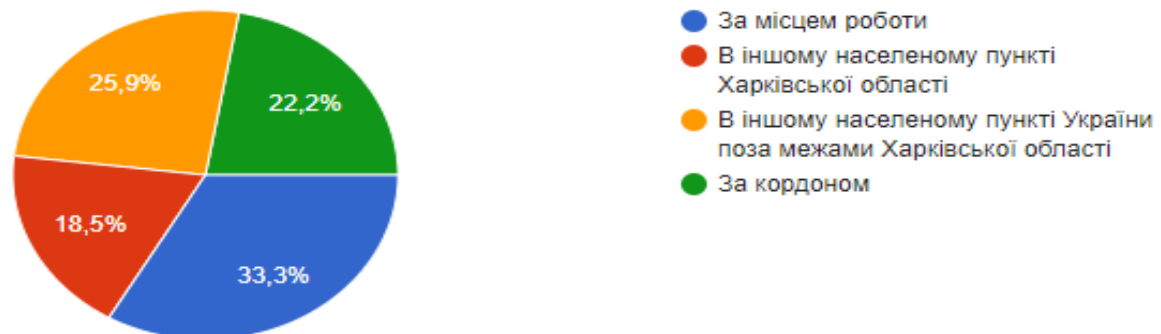 25,9%
22,2%
18,5%
33,3%
За місцем роботи
В іншому населеному пункті
Харківської області
В іншому населеному пункті України
поза межами Харківської області
За кордоном